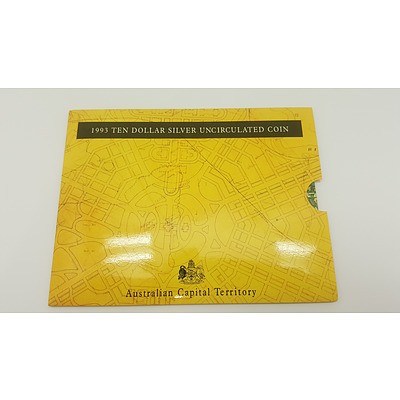 1993 TEN DOLLAR SILVER UNCIRCULATED COIN
Australian Capital Territory